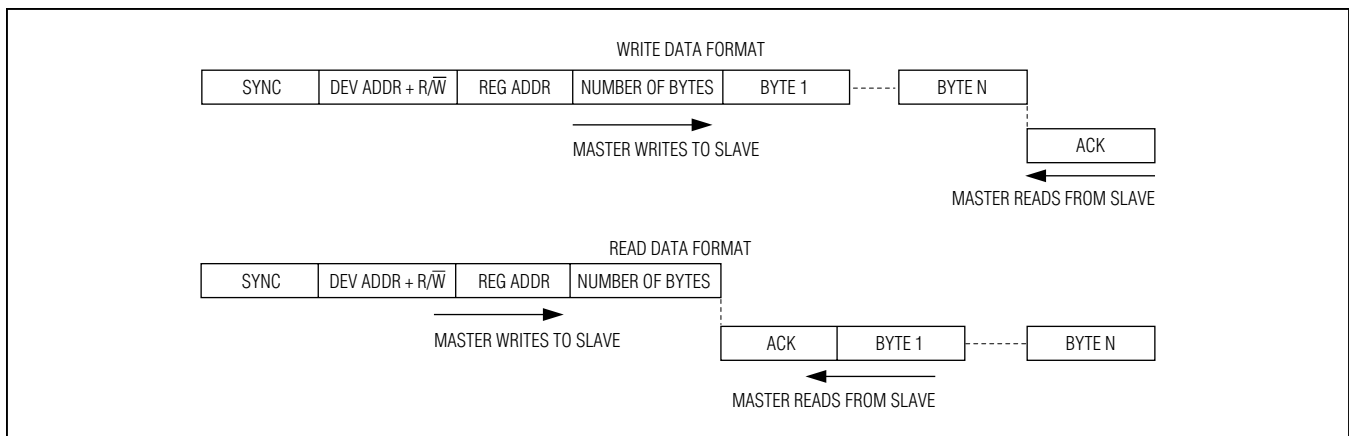 WRITE DATA FORMAT
SYNC DEV ADDR + R/W̅ REG ADDR NUMBER OF BYTES BYTE 1 BYTE N
MASTER WRITES TO SLAVE
ACK
MASTER READS FROM SLAVE
READ DATA FORMAT
SYNC DEV ADDR + R/W̅ REG ADDR NUMBER OF BYTES
MASTER WRITES TO SLAVE
ACK BYTE 1 BYTE N
MASTER READS FROM SLAVE